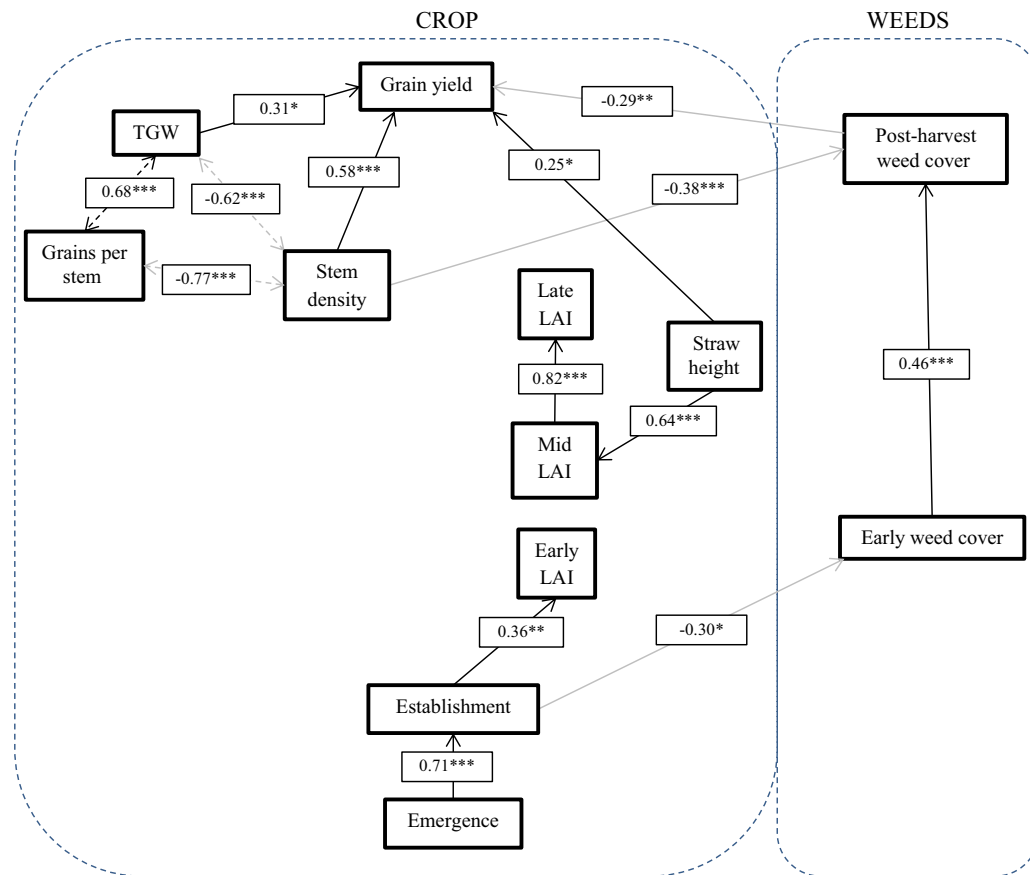 CROP
WEEDS
Grain yield
-0.29**
0.31*
TGW
Post-harvest
weed cover
0.58***
0.25*
0.68***
-0.62***
-0.38***
Grains per
stem
-0.77***
Stem
density
Late
LAI
Straw
height
0.82***
0.46***
0.64***
Mid
LAI
Early
LAI
Early weed cover
0.36**
-0.30*
Establishment
0.71***
Emergence